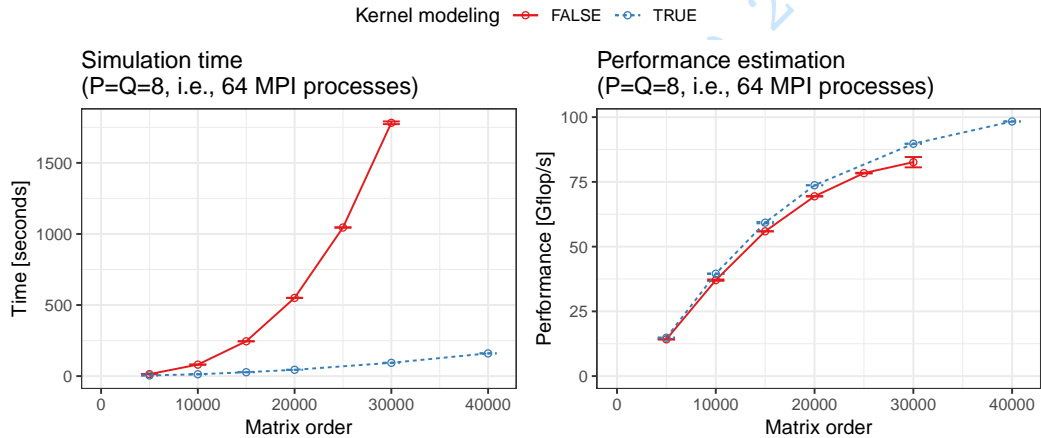 Kernel modeling FALSE TRUE
Simulation time
(P=Q=8, i.e., 64 MPI processes)
Time [seconds]
1500
1000
500
0
0 10000 20000 30000 40000
Matrix order
Performance estimation
(P=Q=8, i.e., 64 MPI processes)
Performance [Gflop/s]
100
75
50
25
0
0 10000 20000 30000 40000
Matrix order